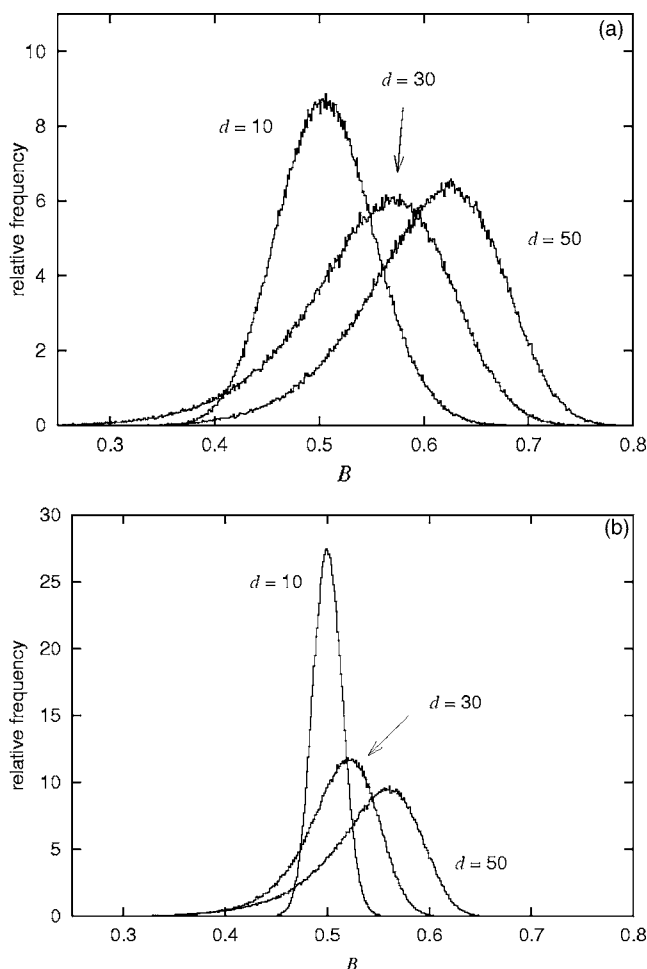 (a)
10
d = 30
8
d = 10
6
d = 50
4
2
0
relative frequency
0.3 0.4 0.5 0.6 0.7 0.8
B
30
(b)
25
d = 10
20
d = 30
15
10
d = 50
5
0
relative frequency
0.3 0.4 0.5 0.6 0.7 0.8
B